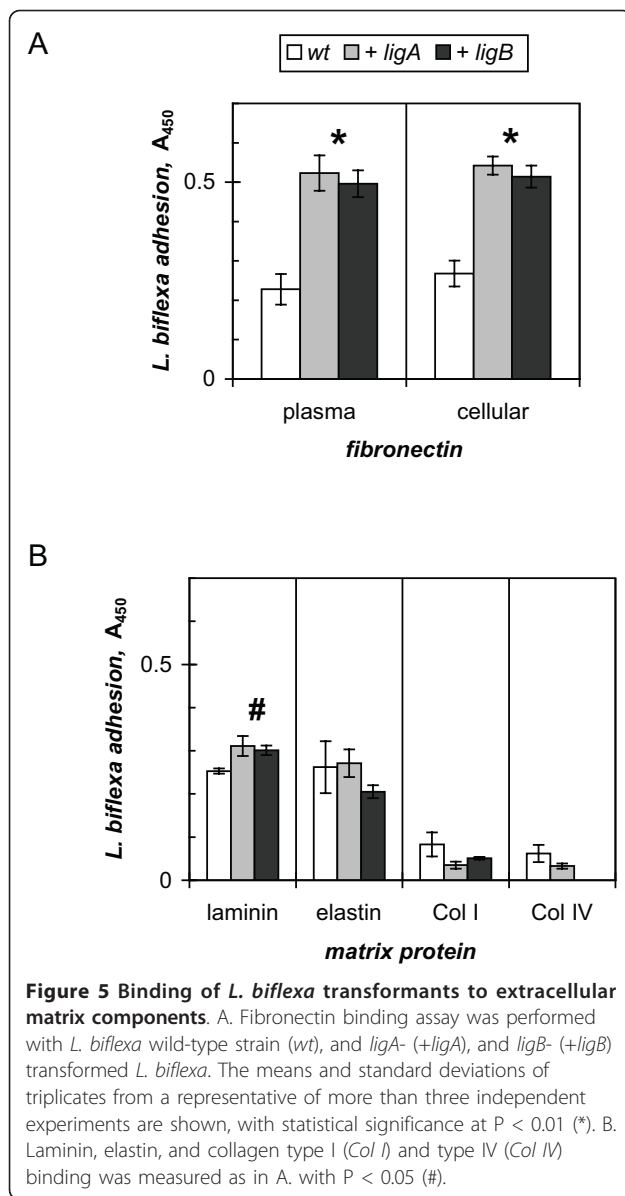 A
wt + ligA + ligB
L. biflexa adhesion, A450
0.5
0
*
*
plasma cellular
fibronectin
B
L. biflexa adhesion, A450
0.5
0
#
laminin elastin Col I Col IV
matrix protein
Figure 5 Binding of L. biflexa transformants to extracellular
matrix components. A. Fibronectin binding assay was performed
with L. biflexa wild-type strain (wt), and ligA- (+ligA), and ligB- (+ligB)
transformed L. biflexa. The means and standard deviations of
triplicates from a representative of more than three independent
experiments are shown, with statistical significance at P < 0.01 (*). B.
Laminin, elastin, and collagen type I (Col I) and type IV (Col IV)
binding was measured as in A. with P < 0.05 (#).